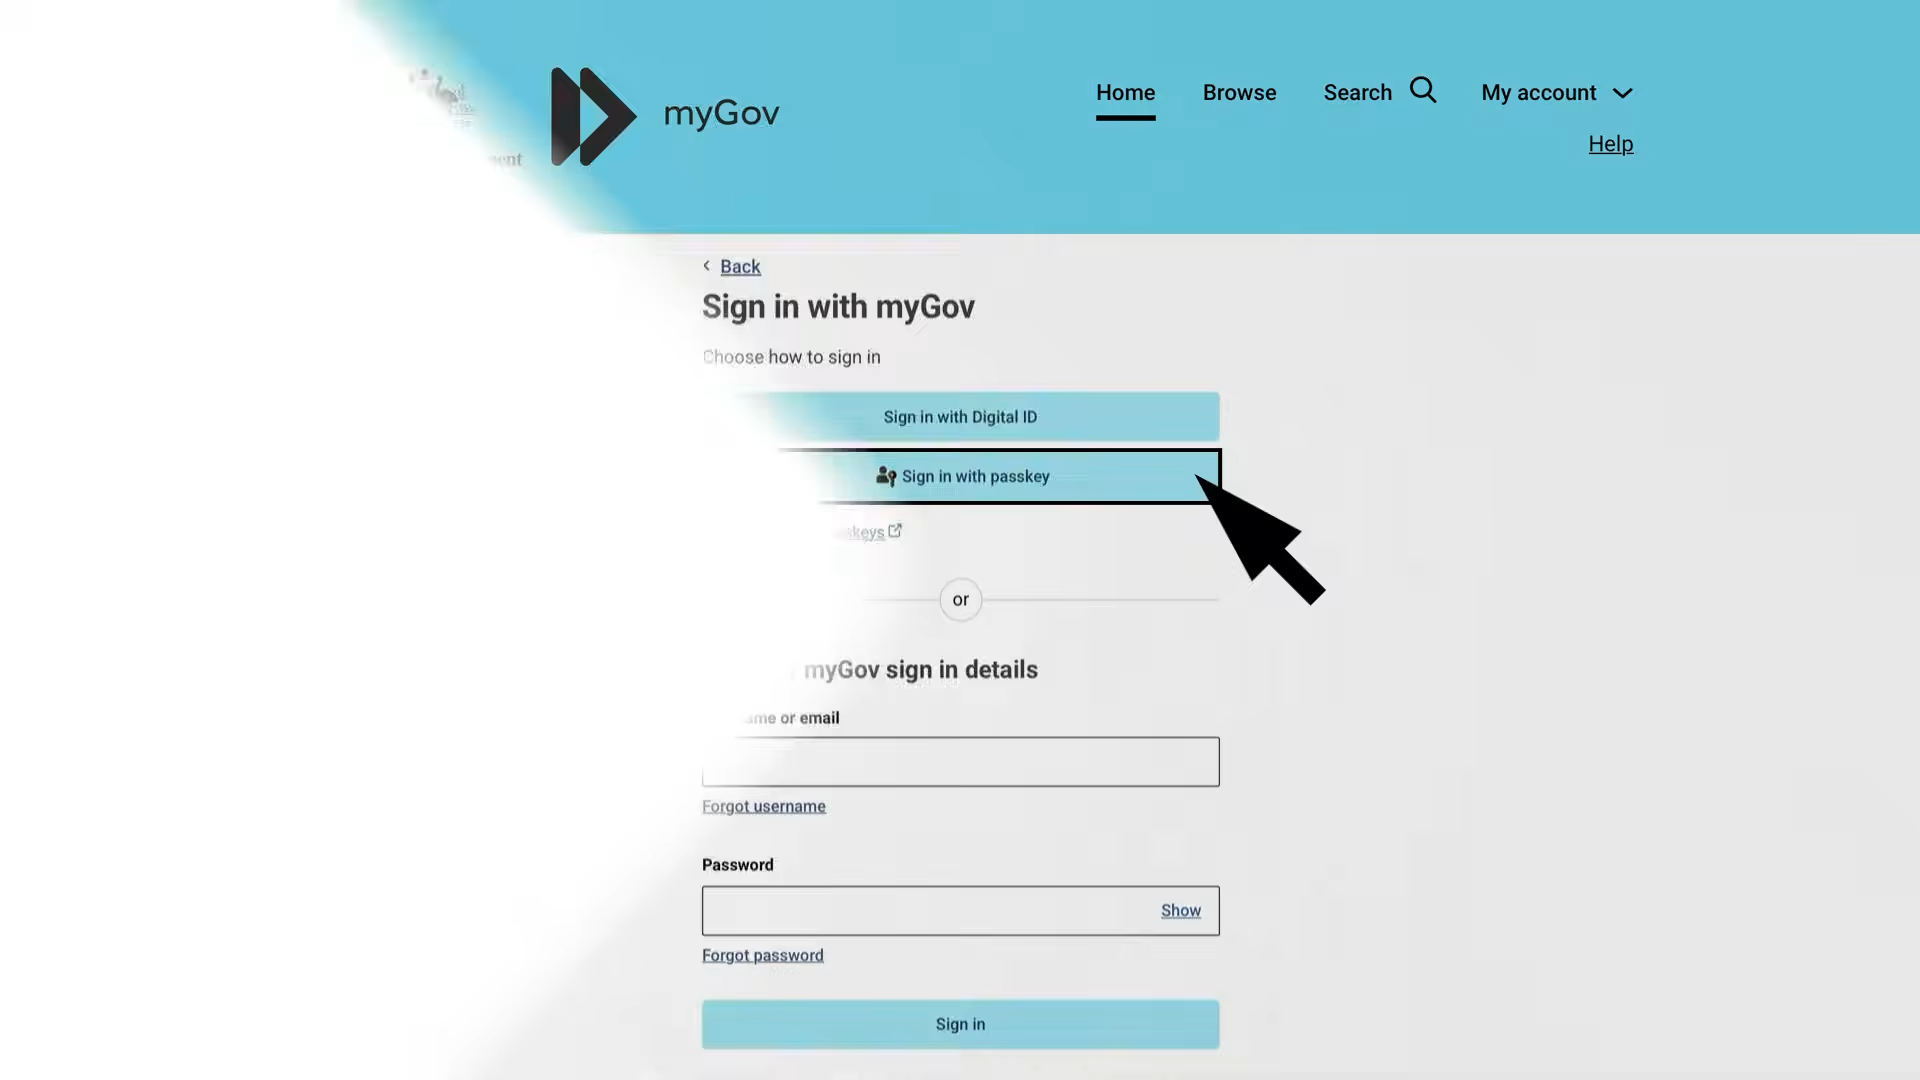 myGov
Home Browse Search My account
Help
Back
Sign in with myGov
Choose how to sign in
Sign in with Digital ID
Sign in with passkey
or
myGov sign in details
or email
Forgot username
Password
Show
Forgot password
Sign in